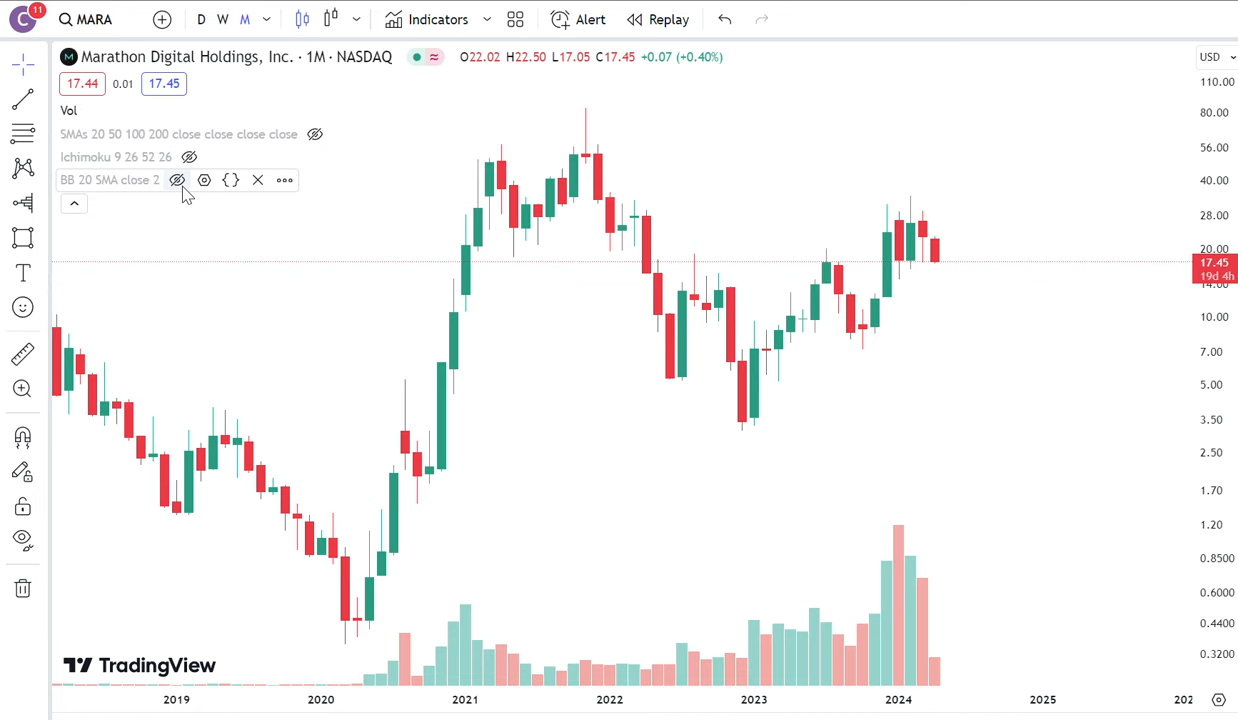 C 11 MARA D W M Indicators Alert Replay
M Marathon Digital Holdings, Inc. · 1M · NASDAQ ≈ O22.02 H22.50 L17.05 C17.45 +0.07 (+0.40%) USD
17.44 0.01 17.45
Vol
SMAs 20 50 100 200 close close close close
Ichimoku 9 26 52 26
BB 20 SMA close 2
110.00
80.00
56.00
40.00
28.00
20.00
17.45
19d 4h
14.00
10.00
7.00
5.00
3.50
2.50
1.70
1.20
0.8500
0.6000
0.4400
0.3200
TradingView
2019 2020 2021 2022 2023 2024 2025 202